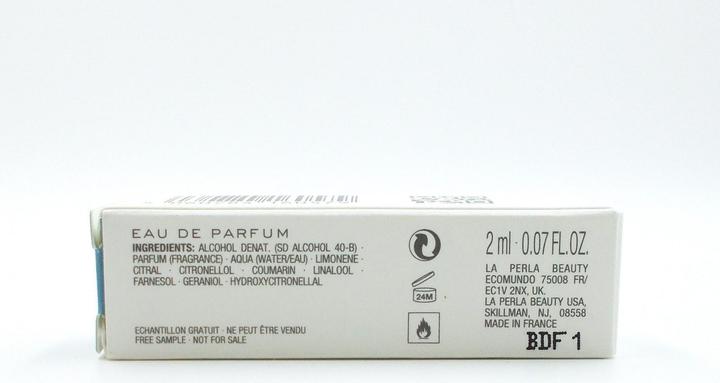 EAU DE PARFUM
INGREDIENTS: ALCOHOL DENAT. (SD ALCOHOL 40-B) ·
PARFUM (FRAGRANCE) · AQUA (WATER/EAU) · LIMONENE ·
CITRAL · CITRONELLOL · COUMARIN · LINALOOL ·
FARNESOL · GERANIOL · HYDROXYCITRONELLAL
ECHANTILLON GRATUIT · NE PEUT ÊTRE VENDU
FREE SAMPLE · NOT FOR SALE
24M
2 ml · 0.07 FL.OZ.
LA PERLA BEAUTY
ECOMUNDO 75008 FR/
EC1V 2NX, UK.
LA PERLA BEAUTY USA,
SKILLMAN, NJ, 08558
MADE IN FRANCE
BDF 1